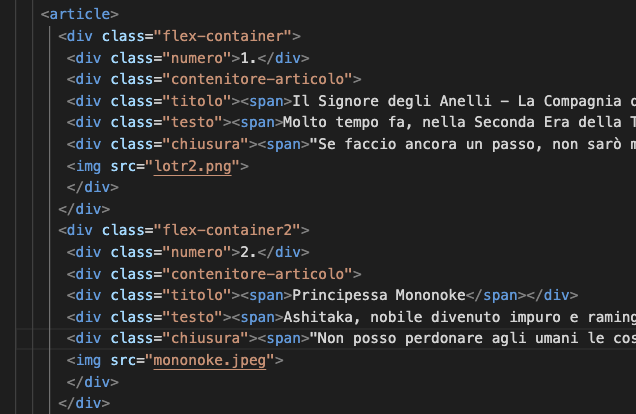 <article>
<div class="flex-container">
<div class="numero">1.</div>
<div class="contenitore-articolo">
<div class="titolo"><span>Il Signore degli Anelli - La Compagnia
<div class="testo"><span>Molto tempo fa, nella Seconda Era della
<div class="chiusura"><span>"Se faccio ancora un passo, non sarò
<img src="lotr2.png">
</div>
</div>
<div class="flex-container2">
<div class="numero">2.</div>
<div class="contenitore-articolo">
<div class="titolo"><span>Principessa Mononoke</span></div>
<div class="testo"><span>Ashitaka, nobile divenuto impuro e raming
<div class="chiusura"><span>"Non posso perdonare agli umani le cos
<img src="mononoke.jpeg">
</div>
</div>